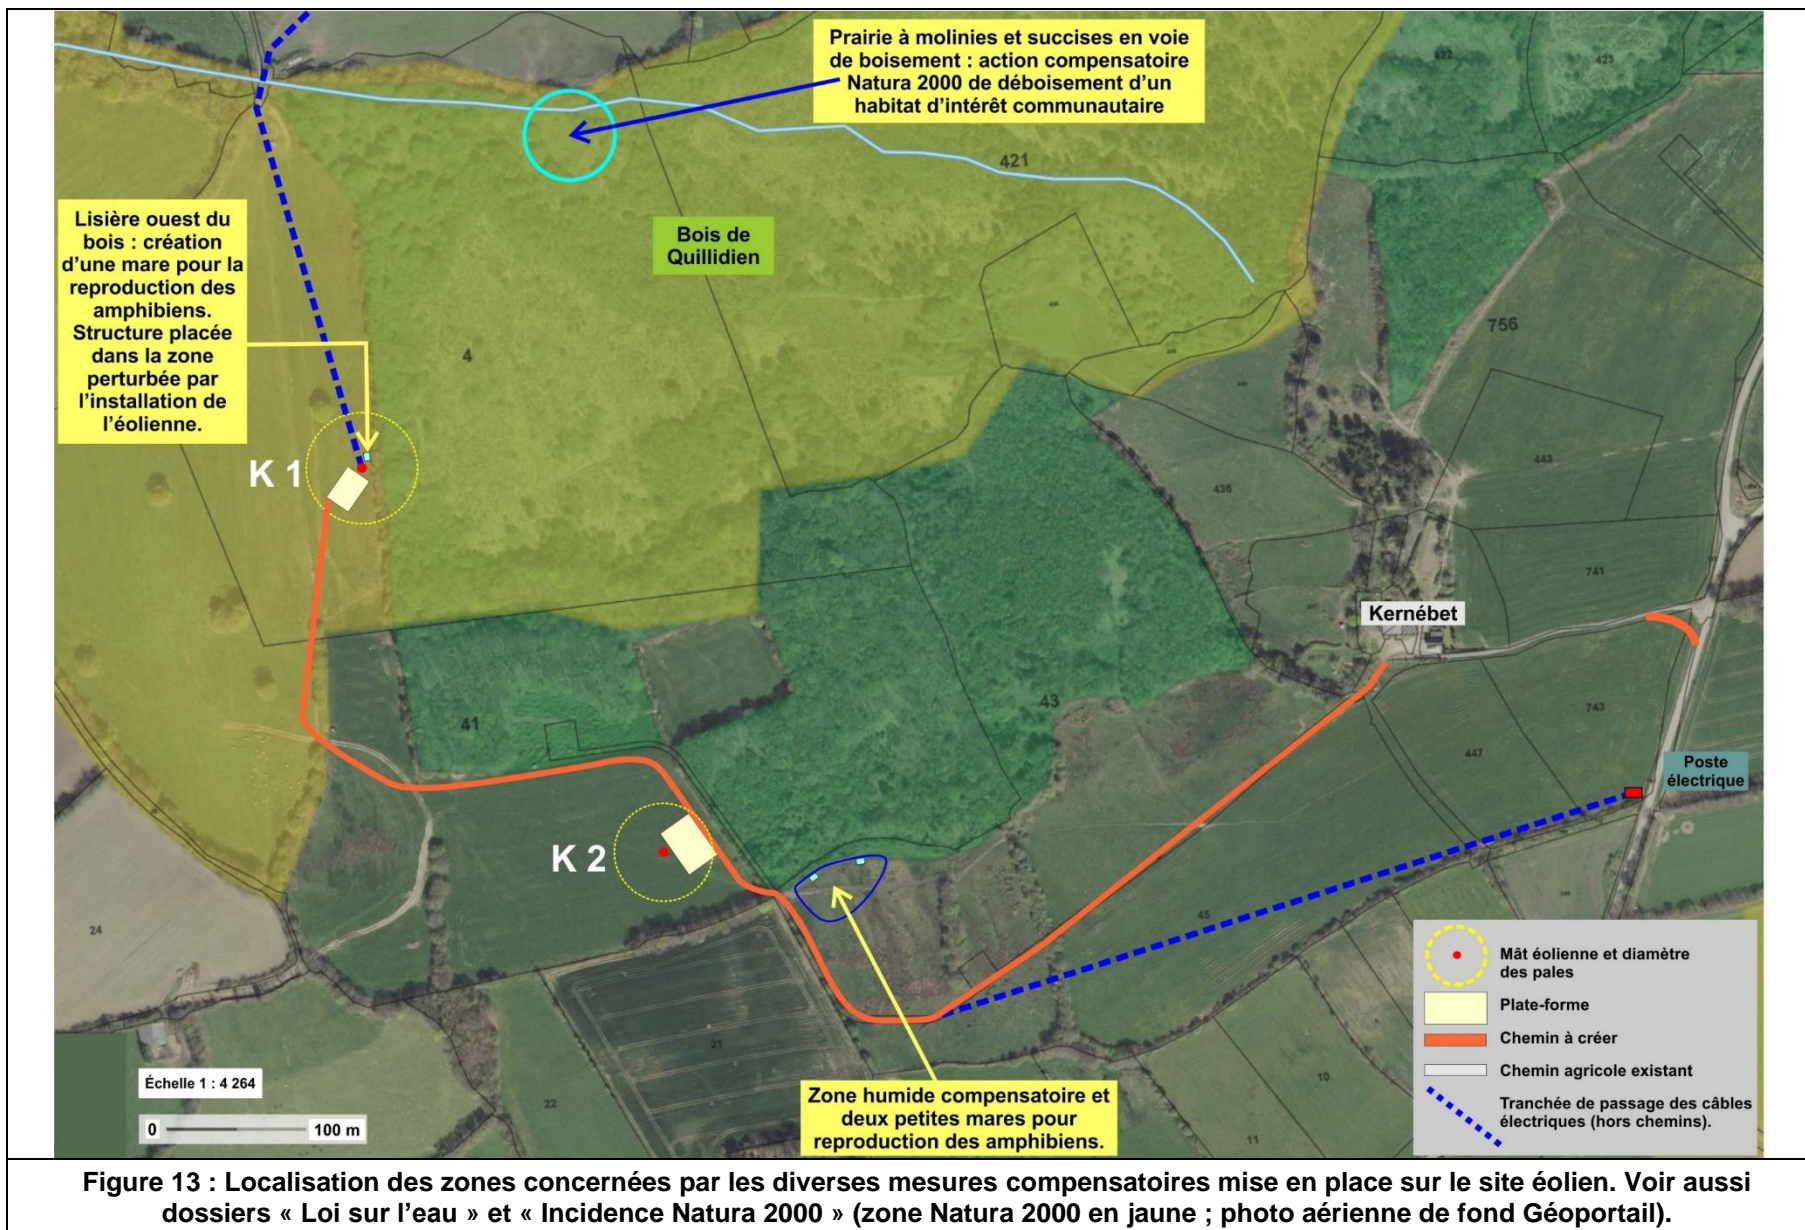 Prairie à molinies et succises en voie
de boisement : action compensatoire
Natura 2000 de déboisement d'un
habitat d'intérêt communautaire
422
423
421
Lisière ouest du
bois : création
d'une mare pour la
reproduction des
amphibiens.
Structure placée
dans la zone
perturbée par
l'installation de
l'éolienne.
Bois de
Quillidien
4
756
K 1
436
443
741
Kernébet
41
43
743
447
Poste
électrique
K 2
45
24
21
22
10
11
Échelle 1 : 4 264
0
100 m
Zone humide compensatoire et
deux petites mares pour
reproduction des amphibiens.
Mât éolienne et diamètre
des pales
Plate-forme
Chemin à créer
Chemin agricole existant
Tranchée de passage des câbles
électriques (hors chemins).
Figure 13 : Localisation des zones concernées par les diverses mesures compensatoires mise en place sur le site éolien. Voir aussi
dossiers « Loi sur l'eau » et « Incidence Natura 2000 » (zone Natura 2000 en jaune ; photo aérienne de fond Géoportail).